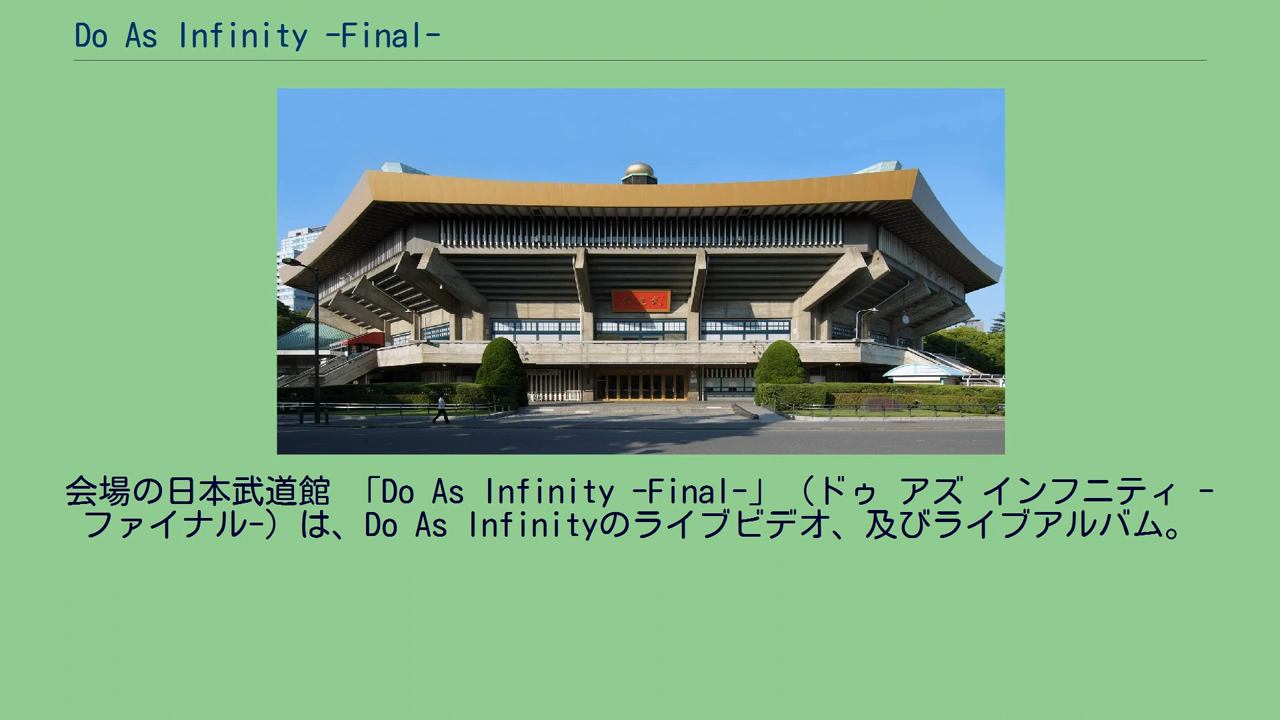 Do As Infinity -Final-
会場の日本武道館 「Do As Infinity -Final-」（ドゥ アズ インフニティ -
ファイナル-）は、Do As Infinityのライブビデオ、及びライブアルバム。